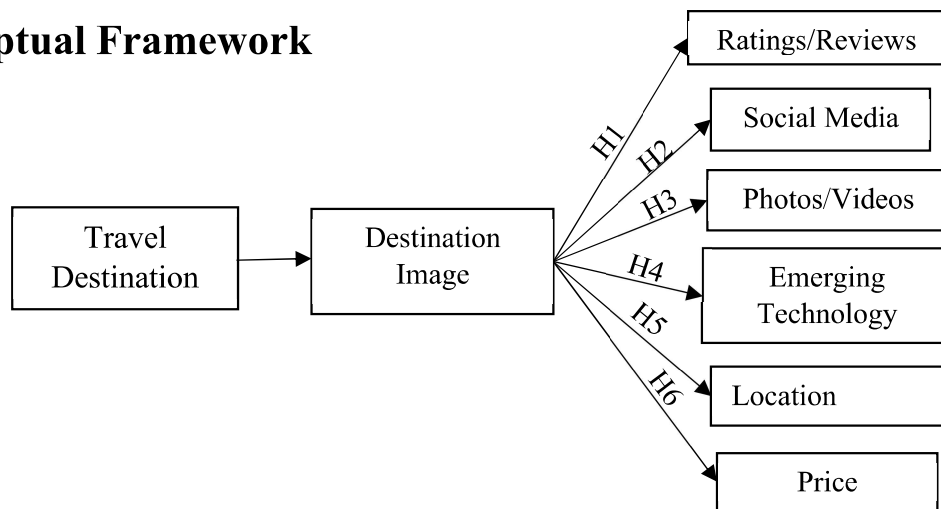 ptual Framework
Ratings/Reviews
Social Media
Photos/Videos
Emerging
Technology
Location
Price
H1
H2
H3
H4
H5
H6
Travel
Destination
Destination
Image